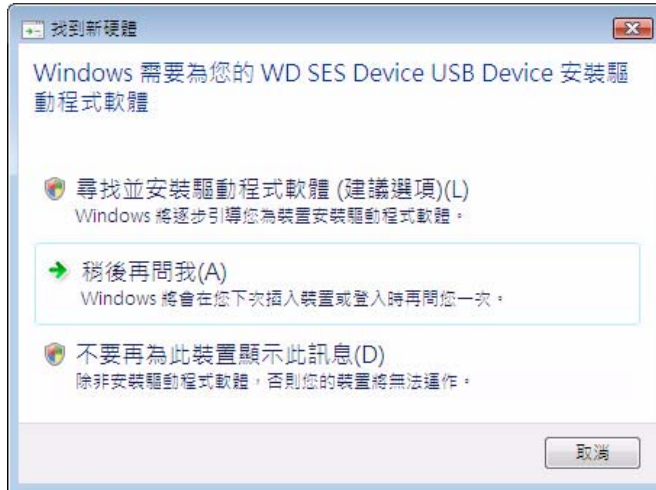 找到新硬體
Windows 需要為您的 WD SES Device USB Device 安裝驅
動程式軟體
尋找並安裝驅動程式軟體 (建議選項)(L)
Windows 將逐步引導您為裝置安裝驅動程式軟體。
稍後再問我(A)
Windows 將會在您下次插入裝置或登入時再問您一次。
不要再為此裝置顯示此訊息(D)
除非安裝驅動程式軟體，否則您的裝置將無法運作。
取消